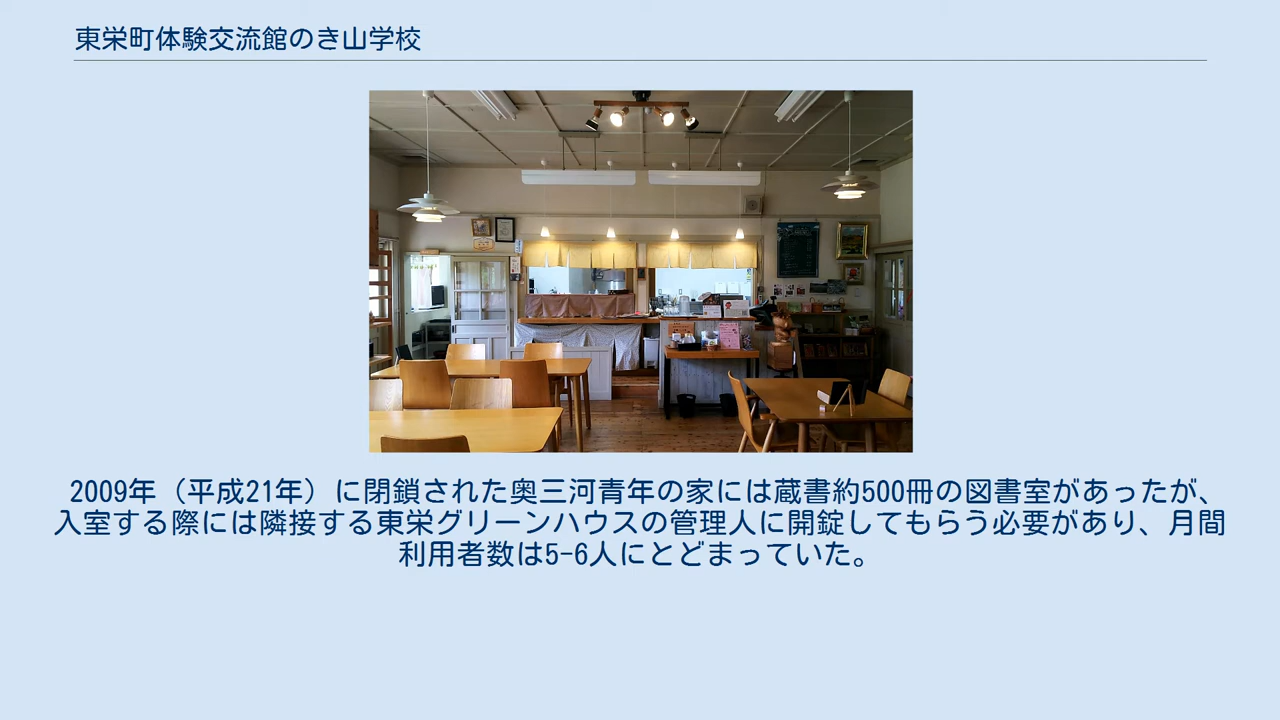 東栄町体験交流館のき山学校
2009年（平成21年）に閉鎖された奥三河青年の家には蔵書約500冊の図書室があったが、
入室する際には隣接する東栄グリーンハウスの管理人に開錠してもらう必要があり、月間
利用者数は5-6人にとどまっていた。